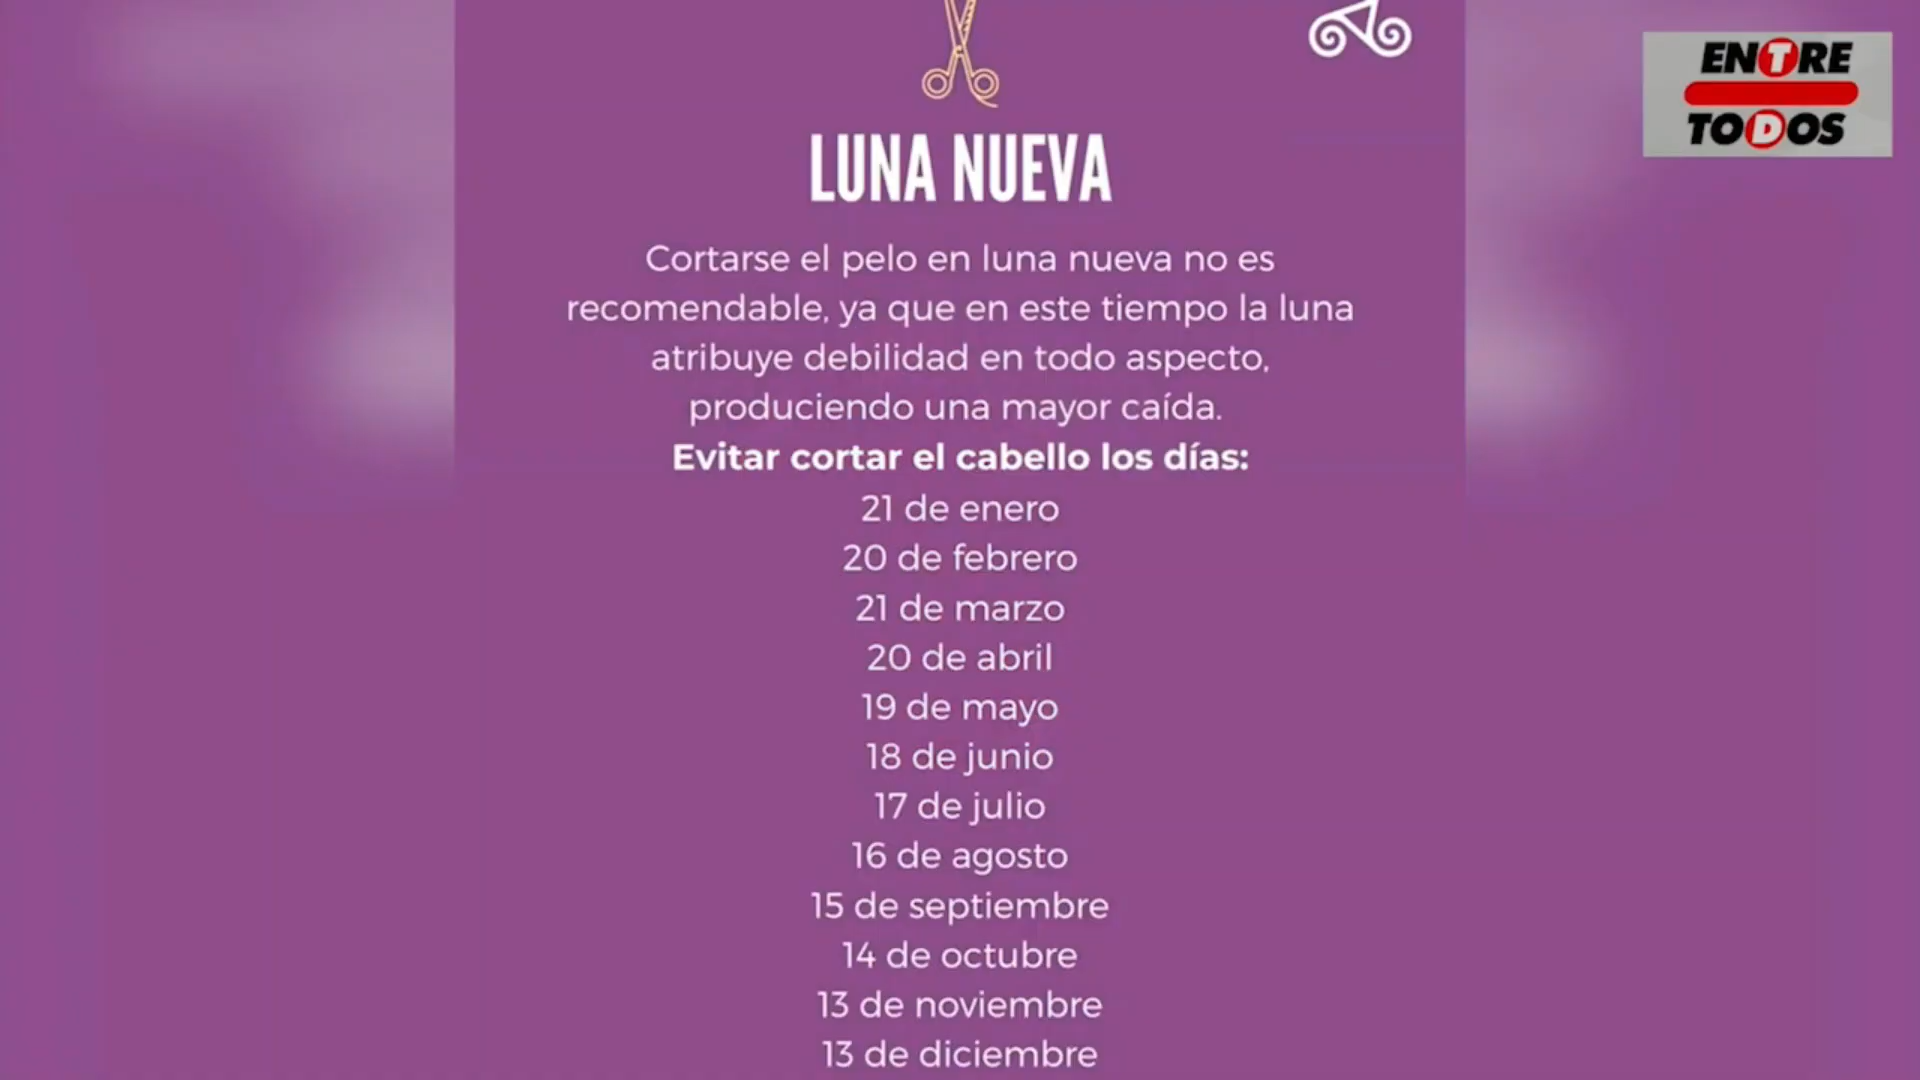 ENTRE
TODOS
LUNA NUEVA
Cortarse el pelo en luna nueva no es
recomendable, ya que en este tiempo la luna
atribuye debilidad en todo aspecto,
produciendo una mayor caída.
Evitar cortar el cabello los días:
21 de enero
20 de febrero
21 de marzo
20 de abril
19 de mayo
18 de junio
17 de julio
16 de agosto
15 de septiembre
14 de octubre
13 de noviembre
13 de diciembre